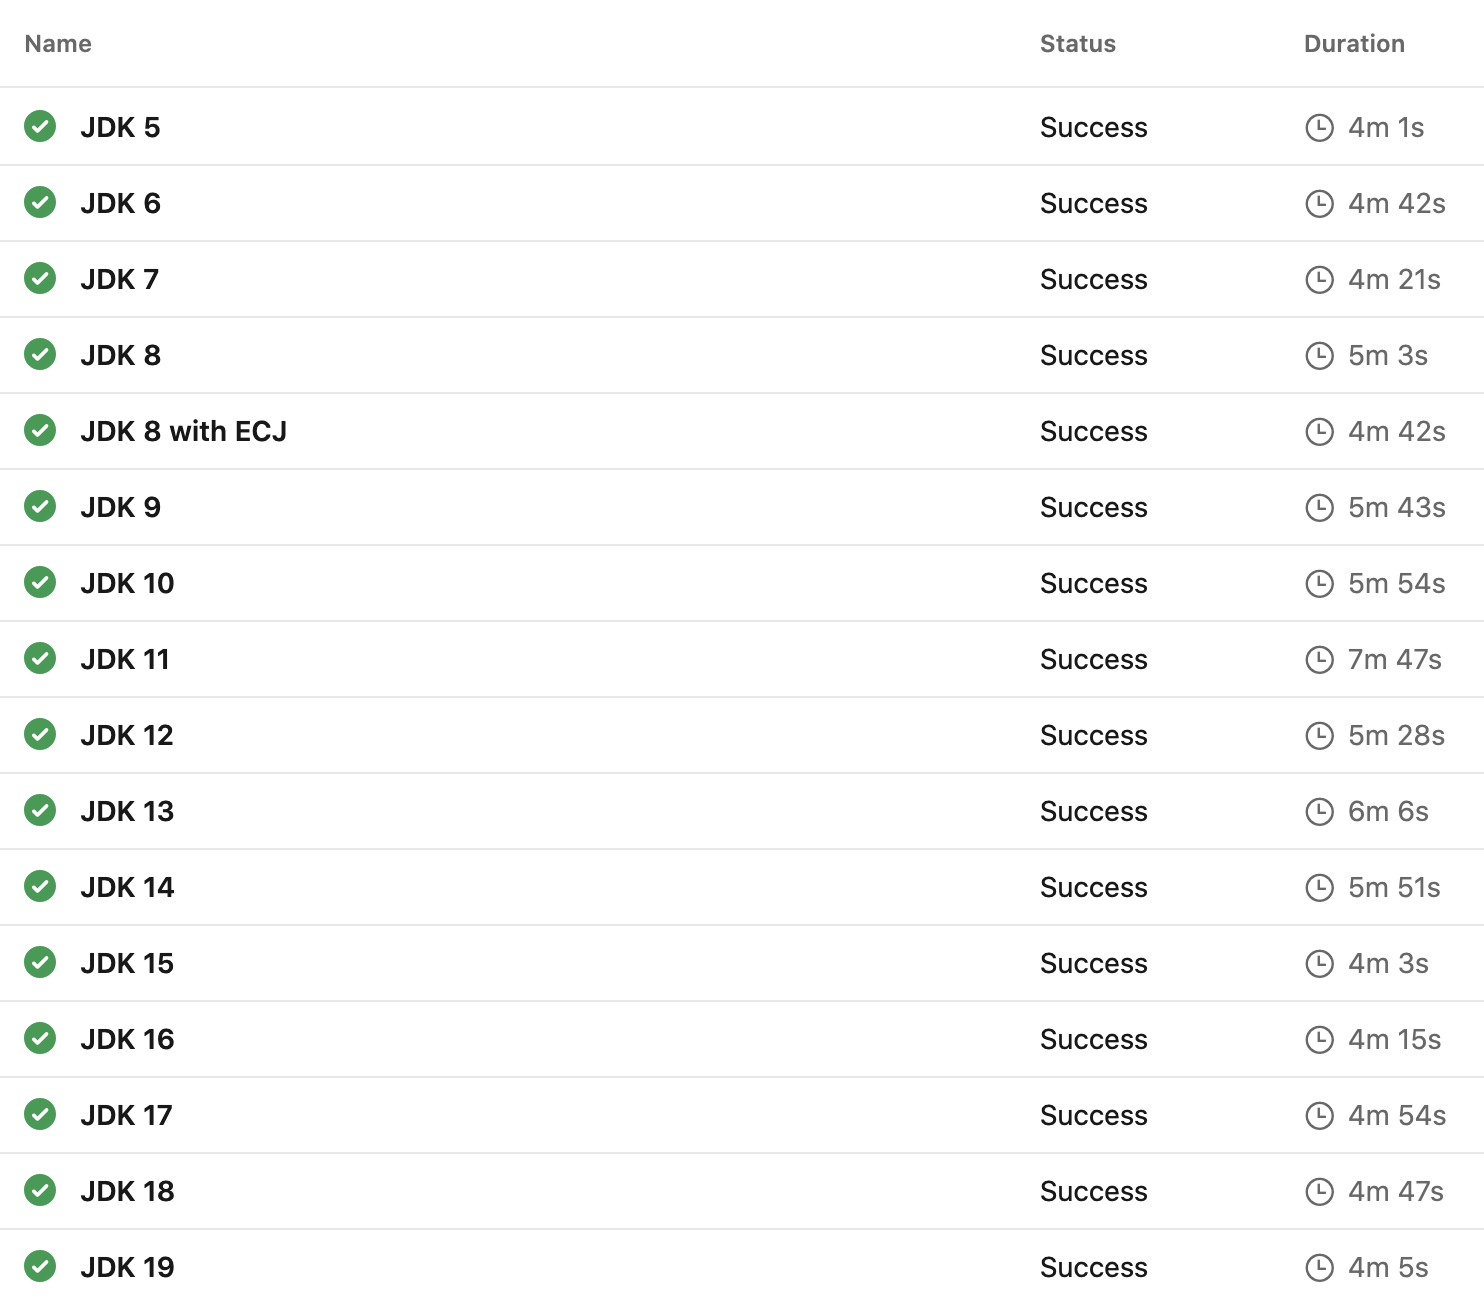 Name Status Duration
JDK 5 Success 4m 1s
JDK 6 Success 4m 42s
JDK 7 Success 4m 21s
JDK 8 Success 5m 3s
JDK 8 with ECJ Success 4m 42s
JDK 9 Success 5m 43s
JDK 10 Success 5m 54s
JDK 11 Success 7m 47s
JDK 12 Success 5m 28s
JDK 13 Success 6m 6s
JDK 14 Success 5m 51s
JDK 15 Success 4m 3s
JDK 16 Success 4m 15s
JDK 17 Success 4m 54s
JDK 18 Success 4m 47s
JDK 19 Success 4m 5s